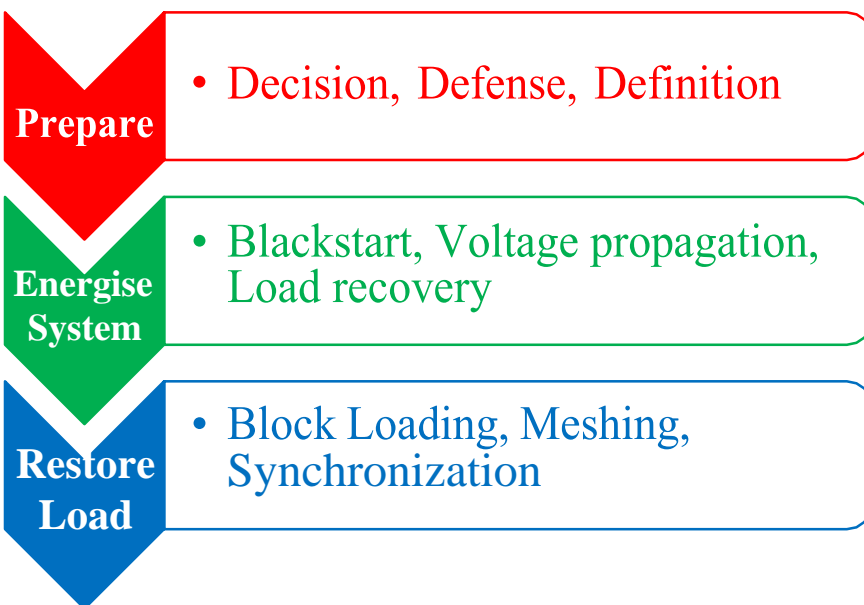 Prepare
• Decision, Defense, Definition
Energise
System
• Blackstart, Voltage propagation,
Load recovery
Restore
Load
• Block Loading, Meshing,
Synchronization